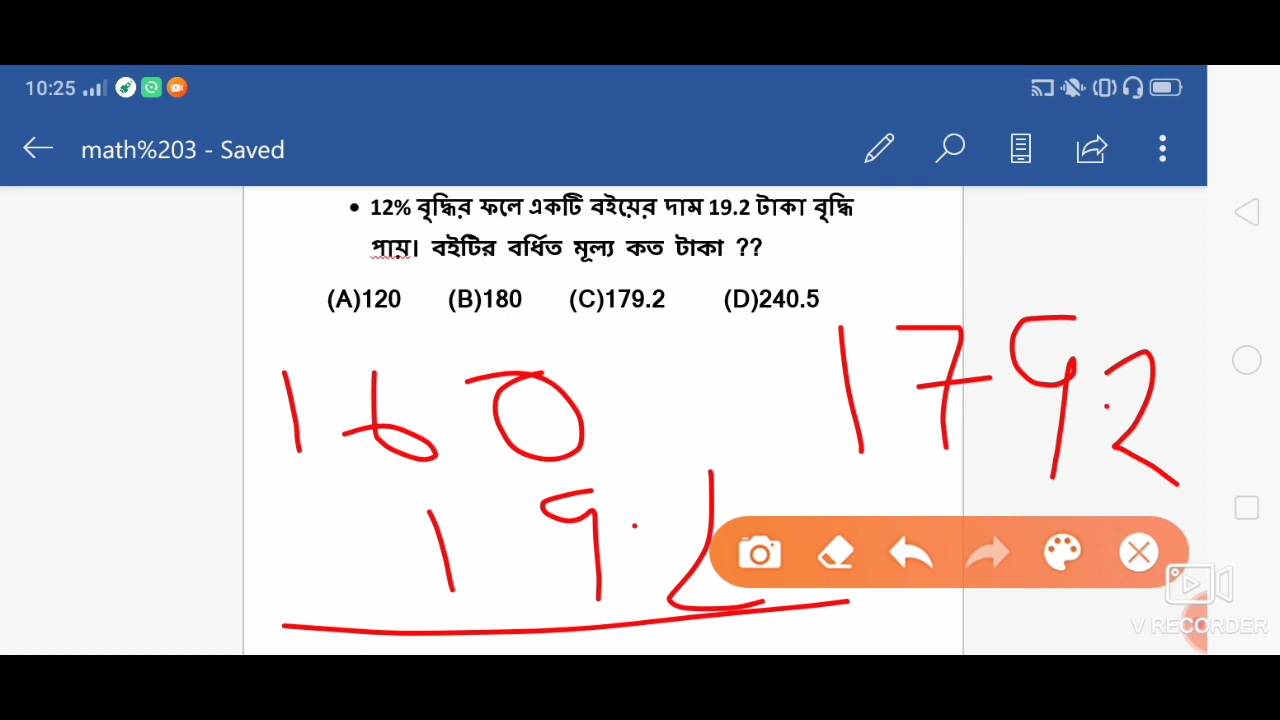 10:25
math%203 - Saved
• 12% বৃদ্ধির ফলে একটি বইয়ের দাম 19.2 টাকা বৃদ্ধি
পায়। বইটির বর্ধিত মূল্য কত টাকা ??
(A)120 (B)180 (C)179.2 (D)240.5
179.2
160
19.2
V RECORDER